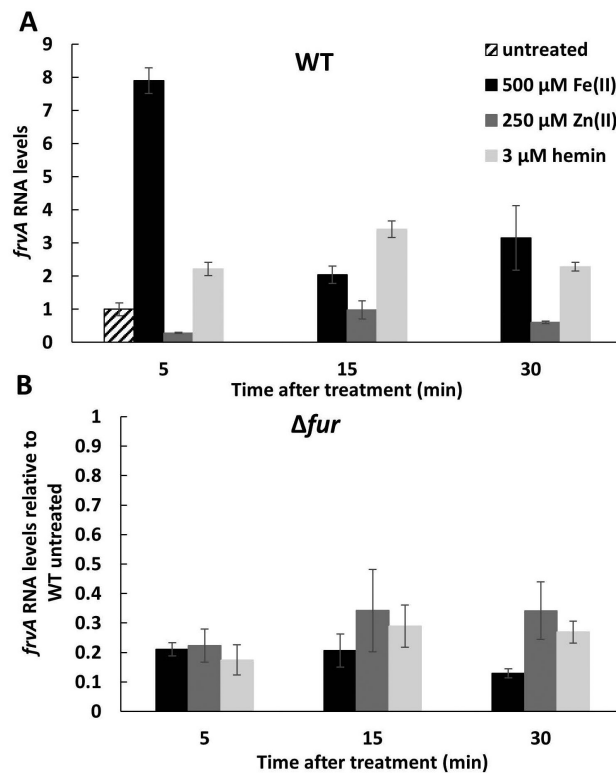 A
WT
untreated
500 μM Fe(II)
250 μM Zn(II)
3 μM hemin
frvA RNA levels
9
8
7
6
5
4
3
2
1
0
5 15 30
Time after treatment (min)
B
Δfur
frvA RNA levels relative to
WT untreated
1
0.9
0.8
0.7
0.6
0.5
0.4
0.3
0.2
0.1
0
5 15 30
Time after treatment (min)